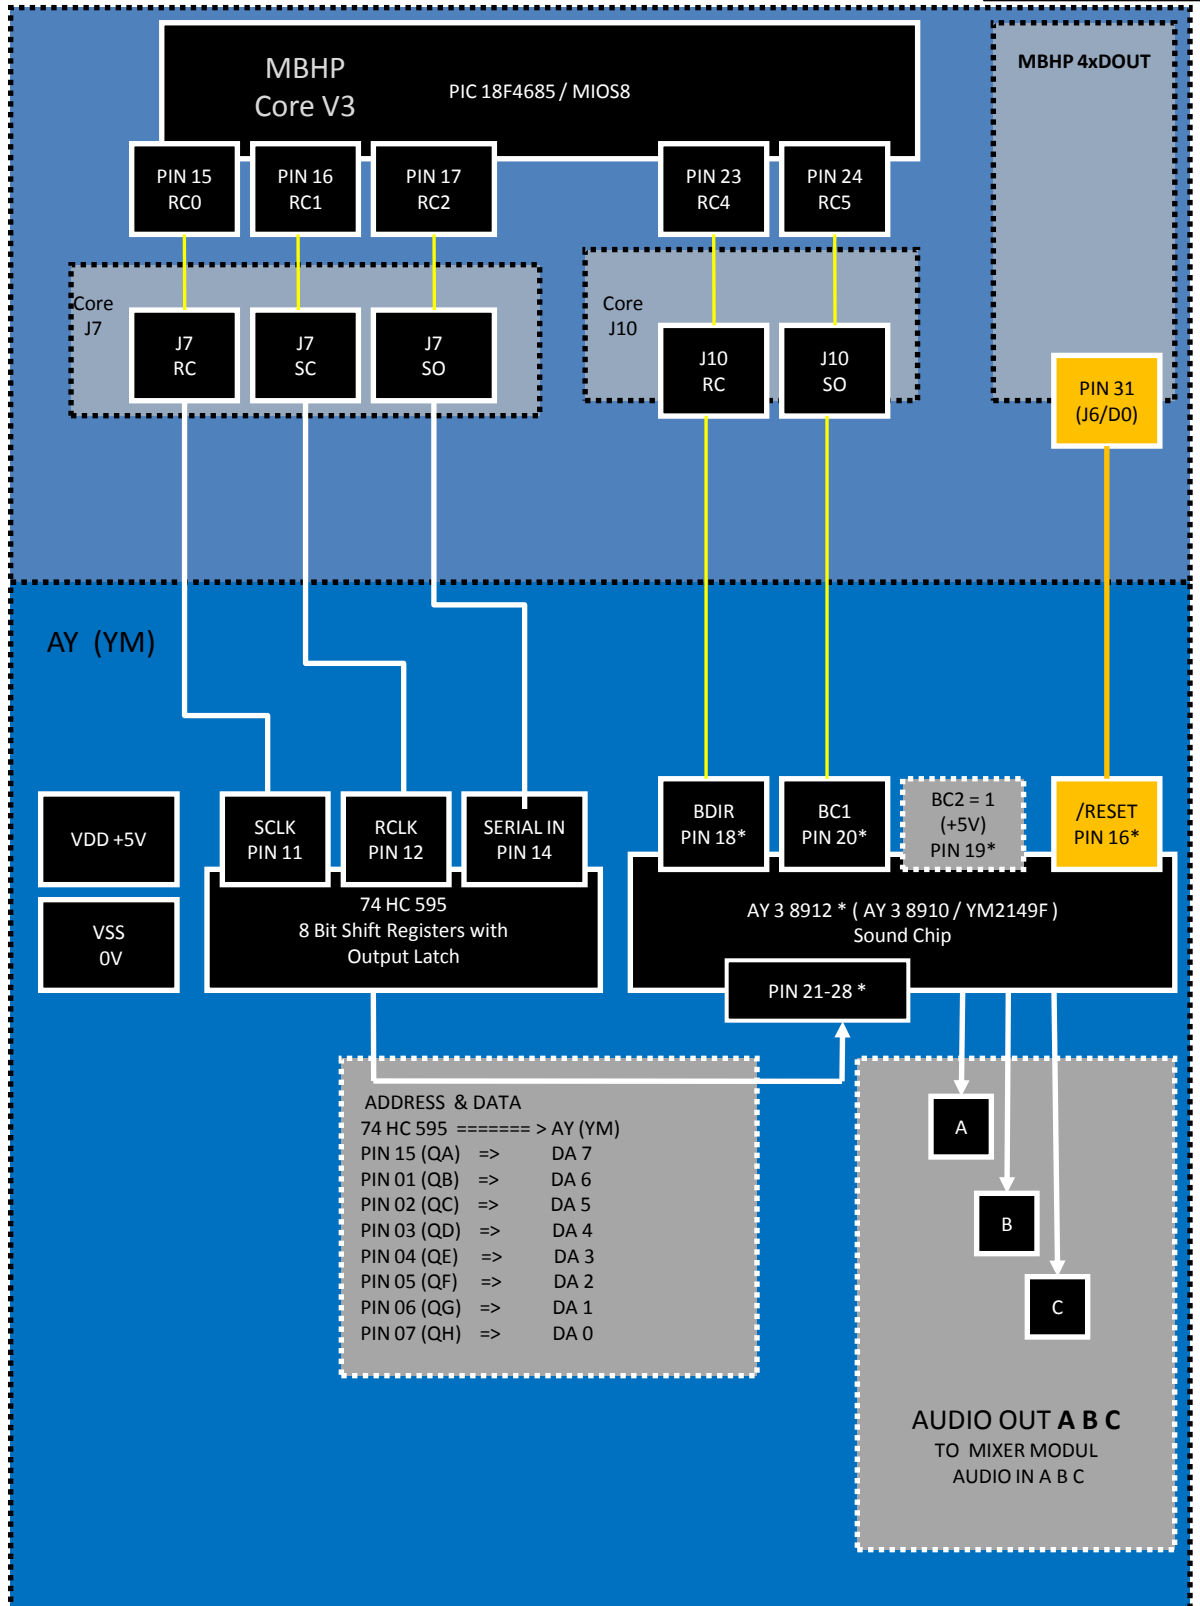 MBHP
Core V3
PIC 18F4685 / MIOS8
MBHP 4xDOUT
PIN 15
RC0
PIN 16
RC1
PIN 17
RC2
PIN 23
RC4
PIN 24
RC5
Core
J7
J7
RC
J7
SC
J7
SO
Core
J10
J10
RC
J10
SO
PIN 31
(J6/D0)
AY (YM)
VDD +5V
VSS
0V
SCLK
PIN 11
RCLK
PIN 12
SERIAL IN
PIN 14
74 HC 595
8 Bit Shift Registers with
Output Latch
BDIR
PIN 18*
BC1
PIN 20*
BC2 = 1
(+5V)
PIN 19*
/RESET
PIN 16*
AY 3 8912 * ( AY 3 8910 / YM2149F )
Sound Chip
PIN 21-28 *
ADDRESS & DATA
74 HC 595 ======= > AY (YM)
PIN 15 (QA) => DA 7
PIN 01 (QB) => DA 6
PIN 02 (QC) => DA 5
PIN 03 (QD) => DA 4
PIN 04 (QE) => DA 3
PIN 05 (QF) => DA 2
PIN 06 (QG) => DA 1
PIN 07 (QH) => DA 0
A
B
C
AUDIO OUT A B C
TO MIXER MODUL
AUDIO IN A B C